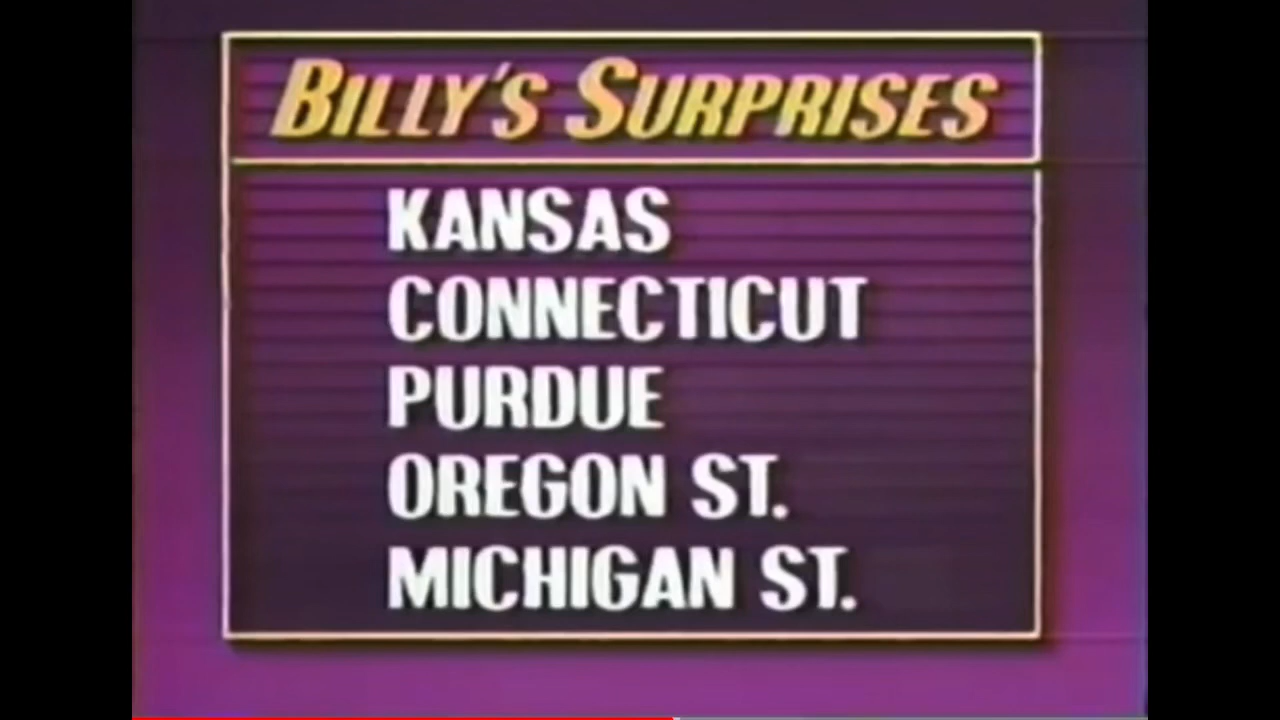 BILLY'S SURPRISES
KANSAS
CONNECTICUT
PURDUE
OREGON ST.
MICHIGAN ST.